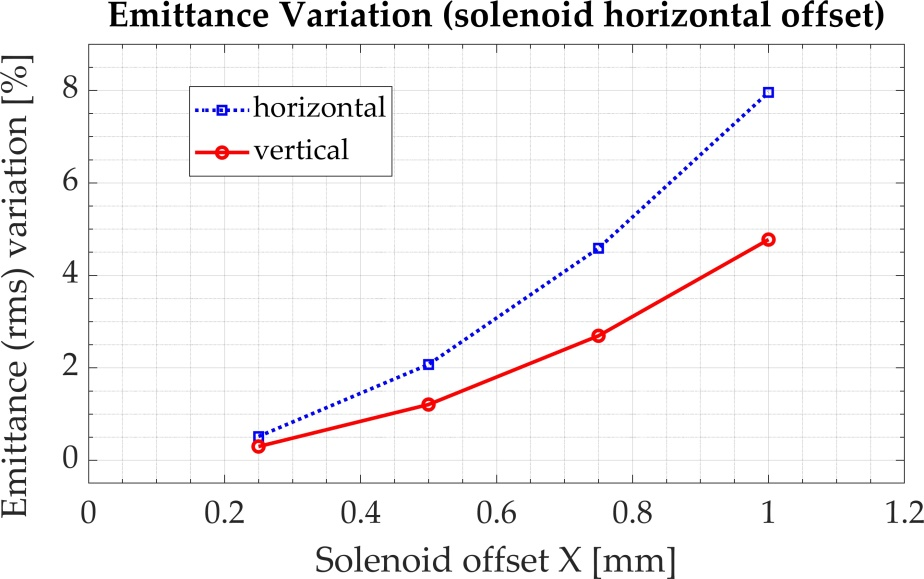 Emittance Variation (solenoid horizontal offset)
Emittance (rms) variation [%]
8
6
4
2
0
horizontal
vertical
0 0.2 0.4 0.6 0.8 1 1.2
Solenoid offset X [mm]